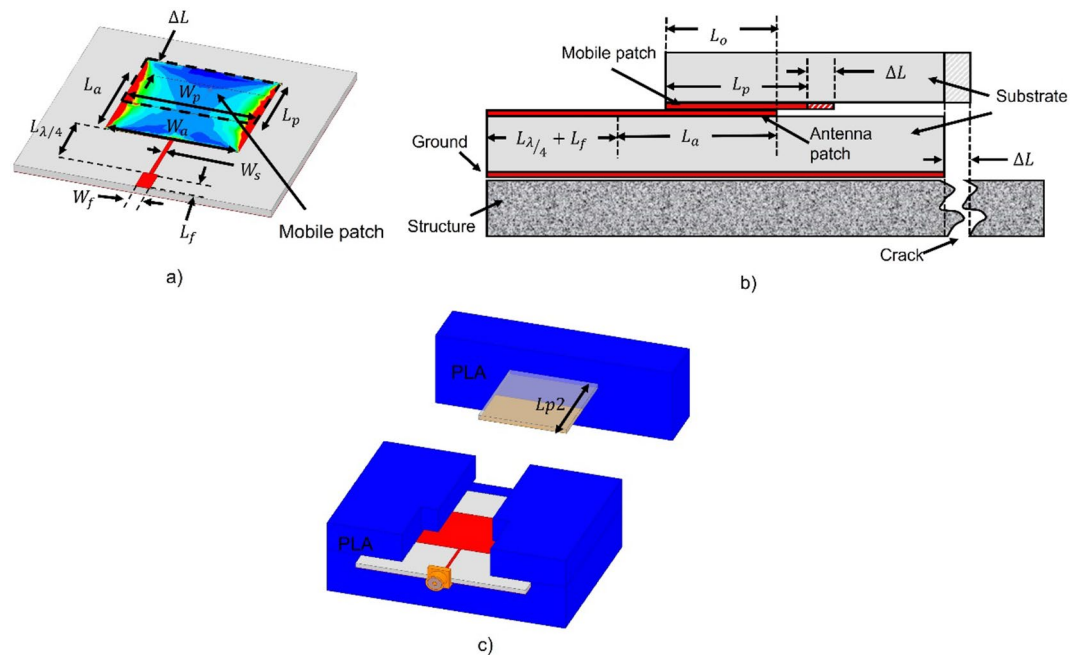 ΔL
L_a
W_p
L_p
L_{λ/4}
W_a
W_s
W_f
L_f
Mobile patch
a)
b)
L_o
Mobile patch
L_p
ΔL
Substrate
L_{λ/4} + L_f
L_a
Antenna
patch
Ground
ΔL
Structure
Crack
PLA
Lp2
PLA
c)